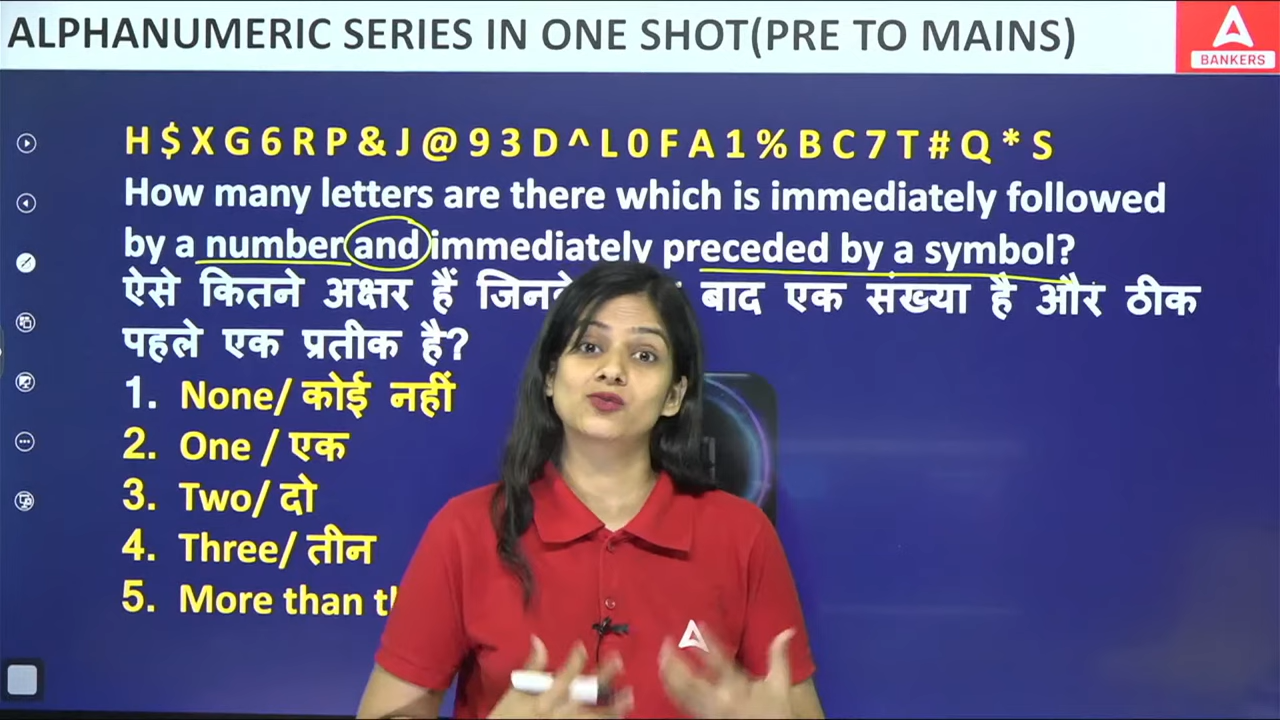 ALPHANUMERIC SERIES IN ONE SHOT(PRE TO MAINS)
BANKERS
H $ X G 6 R P & J @ 9 3 D ^ L 0 F A 1 % B C 7 T # Q * S
How many letters are there which is immediately followed
by a number and immediately preceded by a symbol?
ऐसे कितने अक्षर हैं बाद एक संख्या है और ठीक
पहले एक प्रतीक है?
1. None/ कोई नहीं
2. One / एक
3. Two/ दो
4. Three/ तीन
5. More than